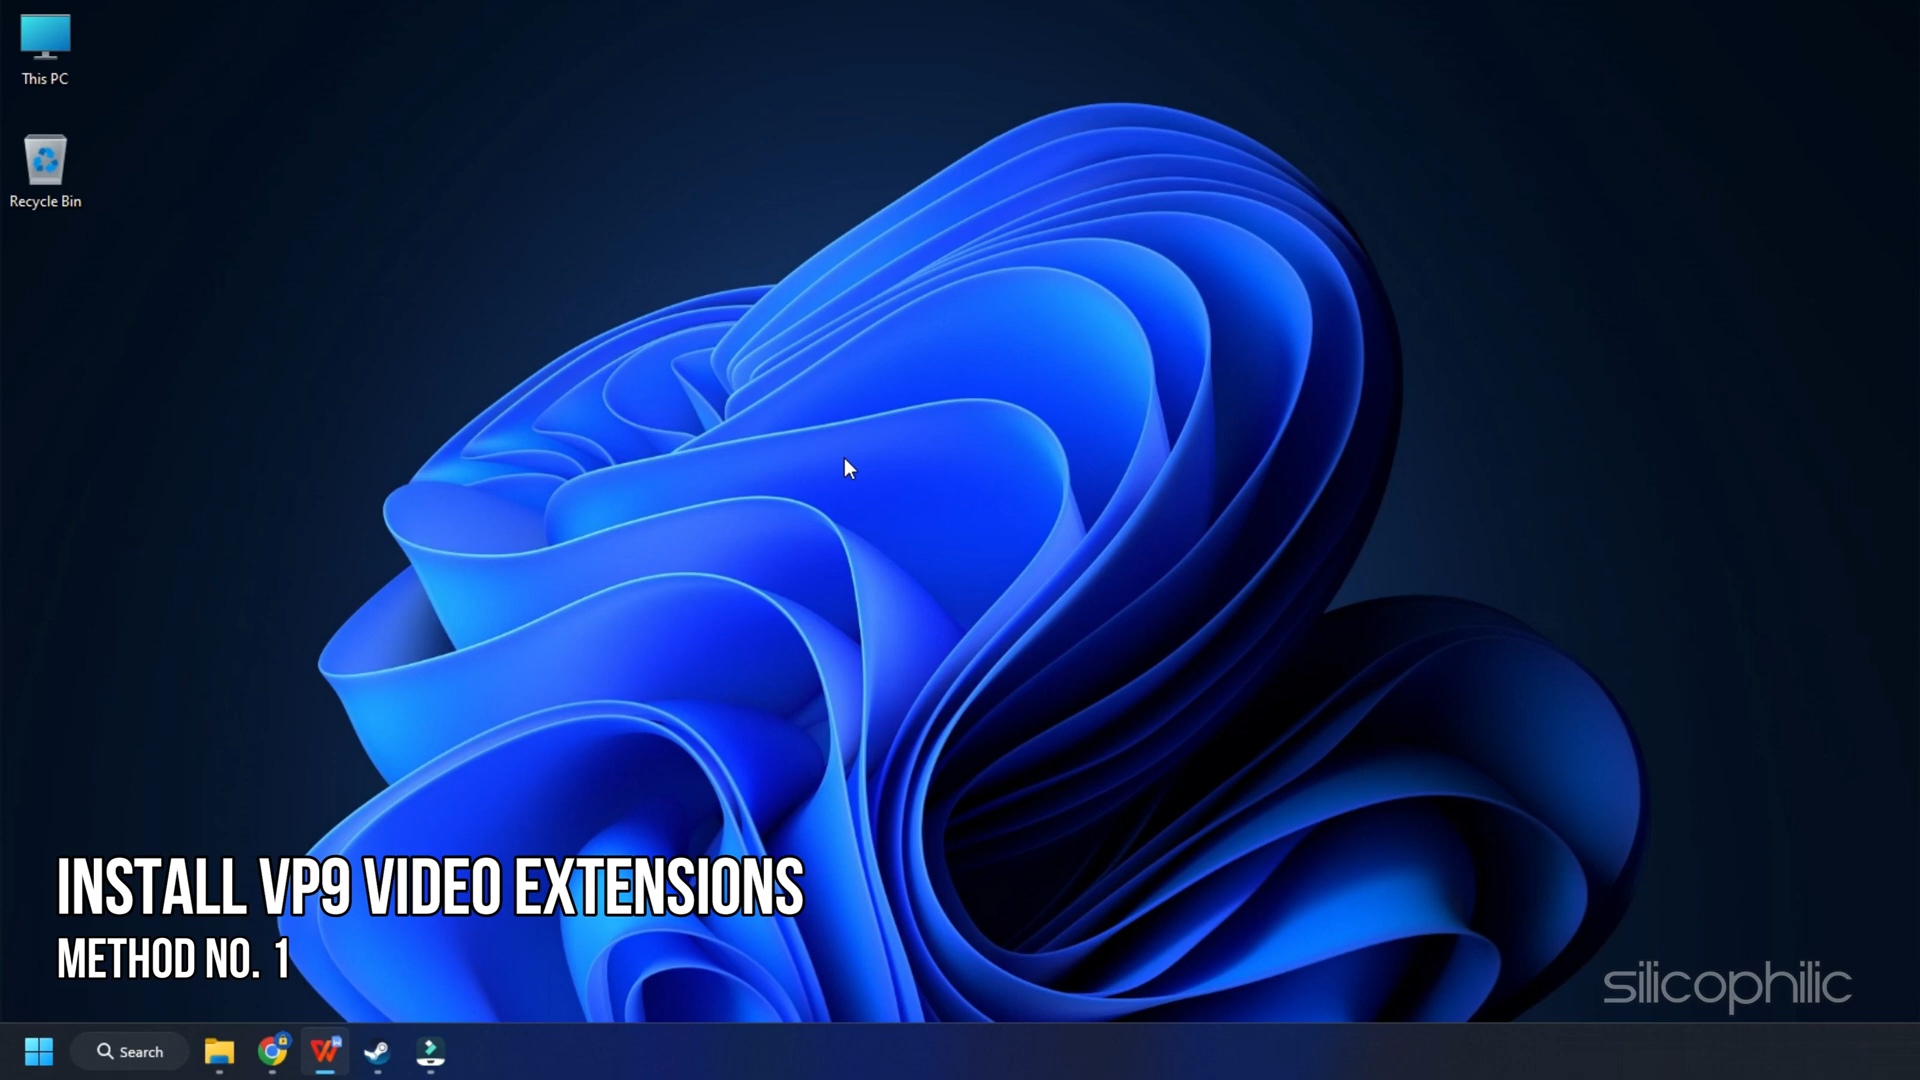 This PC
Recycle Bin
INSTALL VP9 VIDEO EXTENSIONS
METHOD NO. 1
silicophilic
Search